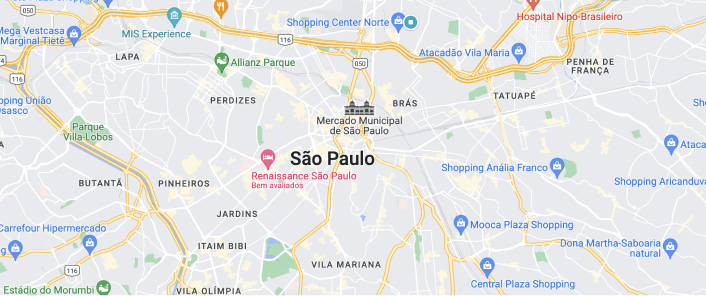 Shopping Center Norte
Hospital Nipo-Brasileiro
Mega Vestcasa
Marginal Tietê
MIS Experience
116
050
Atacadão Vila Maria
LAPA
Allianz Parque
050
PENHA DE
FRANÇA
PERDIZES
BRÁS
TATUAPÉ
116
Shopping União
Osasco
Mercado Municipal
de São Paulo
Parque
Villa-Lobos
Ata
São Paulo
Shopping Anália Franco
Renaissance São Paulo
Bem avaliados
BUTANTÃ
PINHEIROS
Shopping Aricanduva
JARDINS
Carrefour Hipermercado
Mooca Plaza Shopping
ITAIM BIBI
Dona Martha-Saboaria
natural
VILA MARIANA
116
Central Plaza Shopping
Estádio do Morumbi
VILA OLÍMPIA